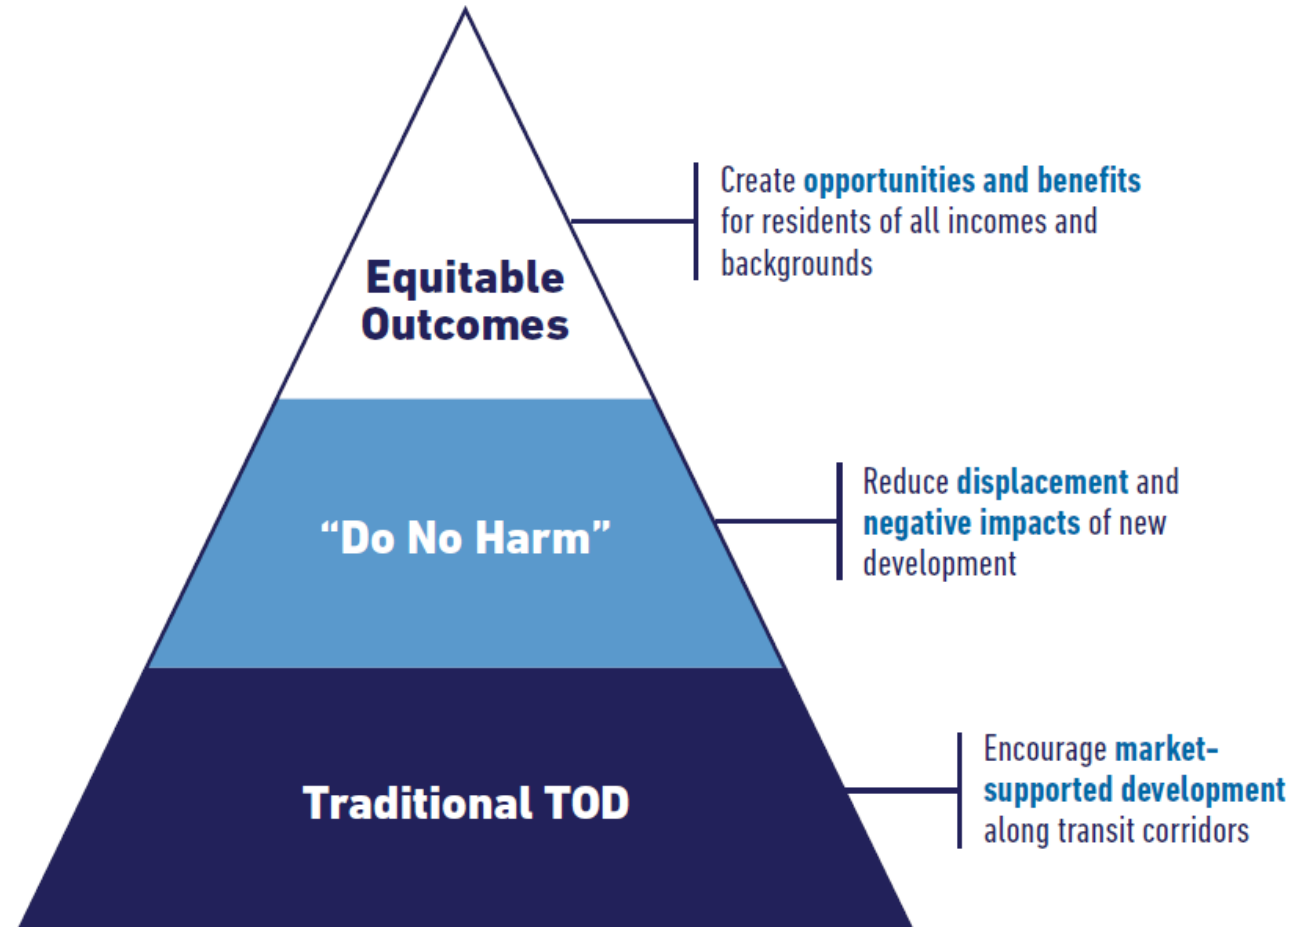 Create opportunities and benefits
for residents of all incomes and
backgrounds
Equitable
Outcomes
Reduce displacement and
negative impacts of new
development
“Do No Harm”
Encourage market-
supported development
along transit corridors
Traditional TOD